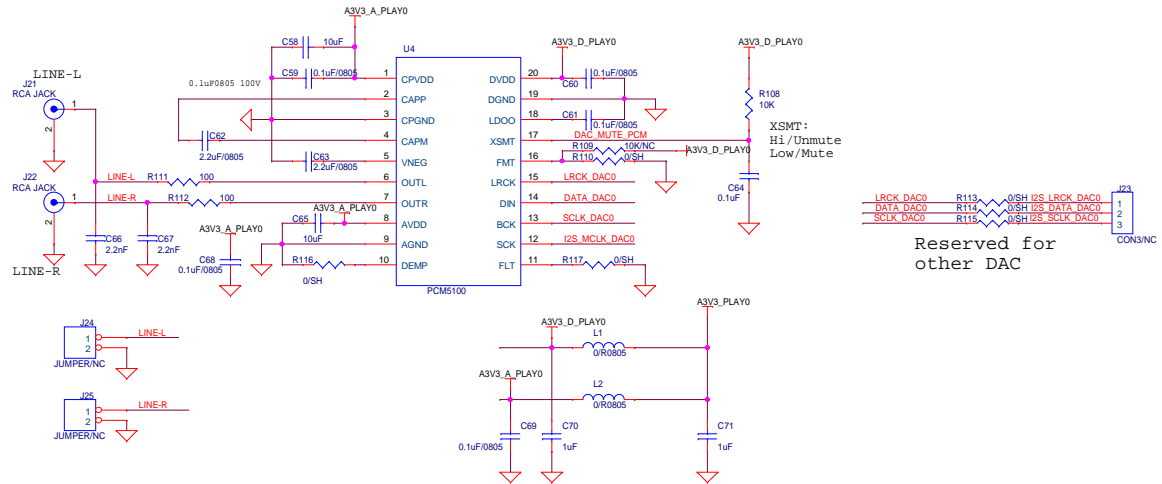 A3V3_A_PLAY0
C58 10uF
C59 0.1uF/0805
0.1uF0805 100V
U4
1 CPVDD
2 CAPP
3 CPGND
4 CAPM
5 VNEG
6 OUTL
7 OUTR
8 AVDD
9 AGND
10 DEMP
20 DVDD
19 DGND
18 LDOO
17 XSMT
16 FMT
15 LRCK
14 DIN
13 BCK
12 SCK
11 FLT
PCM5100
LINE-L
J21
RCA JACK
1
2
J22
RCA JACK
1
2
LINE-R
C62
2.2uF/0805
C63
2.2uF/0805
LINE-L R111 100
LINE-R R112 100
C66
2.2nF
C67
2.2nF
A3V3_A_PLAY0
C68
0.1uF/0805
C65
10uF
A3V3_A_PLAY0
R116
0/SH
A3V3_D_PLAY0
0.1uF/0805
C60
C61
0.1uF/0805
DAC_MUTE_PCM
R109 10K/NC
R110 0/SH
A3V3_D_PLAY0
LRCK_DAC0
DATA_DAC0
SCLK_DAC0
I2S_MCLK_DAC0
R117 0/SH
A3V3_D_PLAY0
R108
10K
XSMT:
Hi/Unmute
Low/Mute
C64
0.1uF
J23
LRCK_DAC0 R113 0/SH I2S_LRCK_DAC0 1
DATA_DAC0 R114 0/SH I2S_DATA_DAC0 2
SCLK_DAC0 R115 0/SH I2S_SCLK_DAC0 3
CON3/NC
Reserved for
other DAC
J24
1 LINE-L
2
JUMPER/NC
J25
1 LINE-R
2
JUMPER/NC
A3V3_D_PLAY0
A3V3_PLAY0
L1
0/R0805
A3V3_A_PLAY0
L2
0/R0805
C69
0.1uF/0805
C70
1uF
C71
1uF